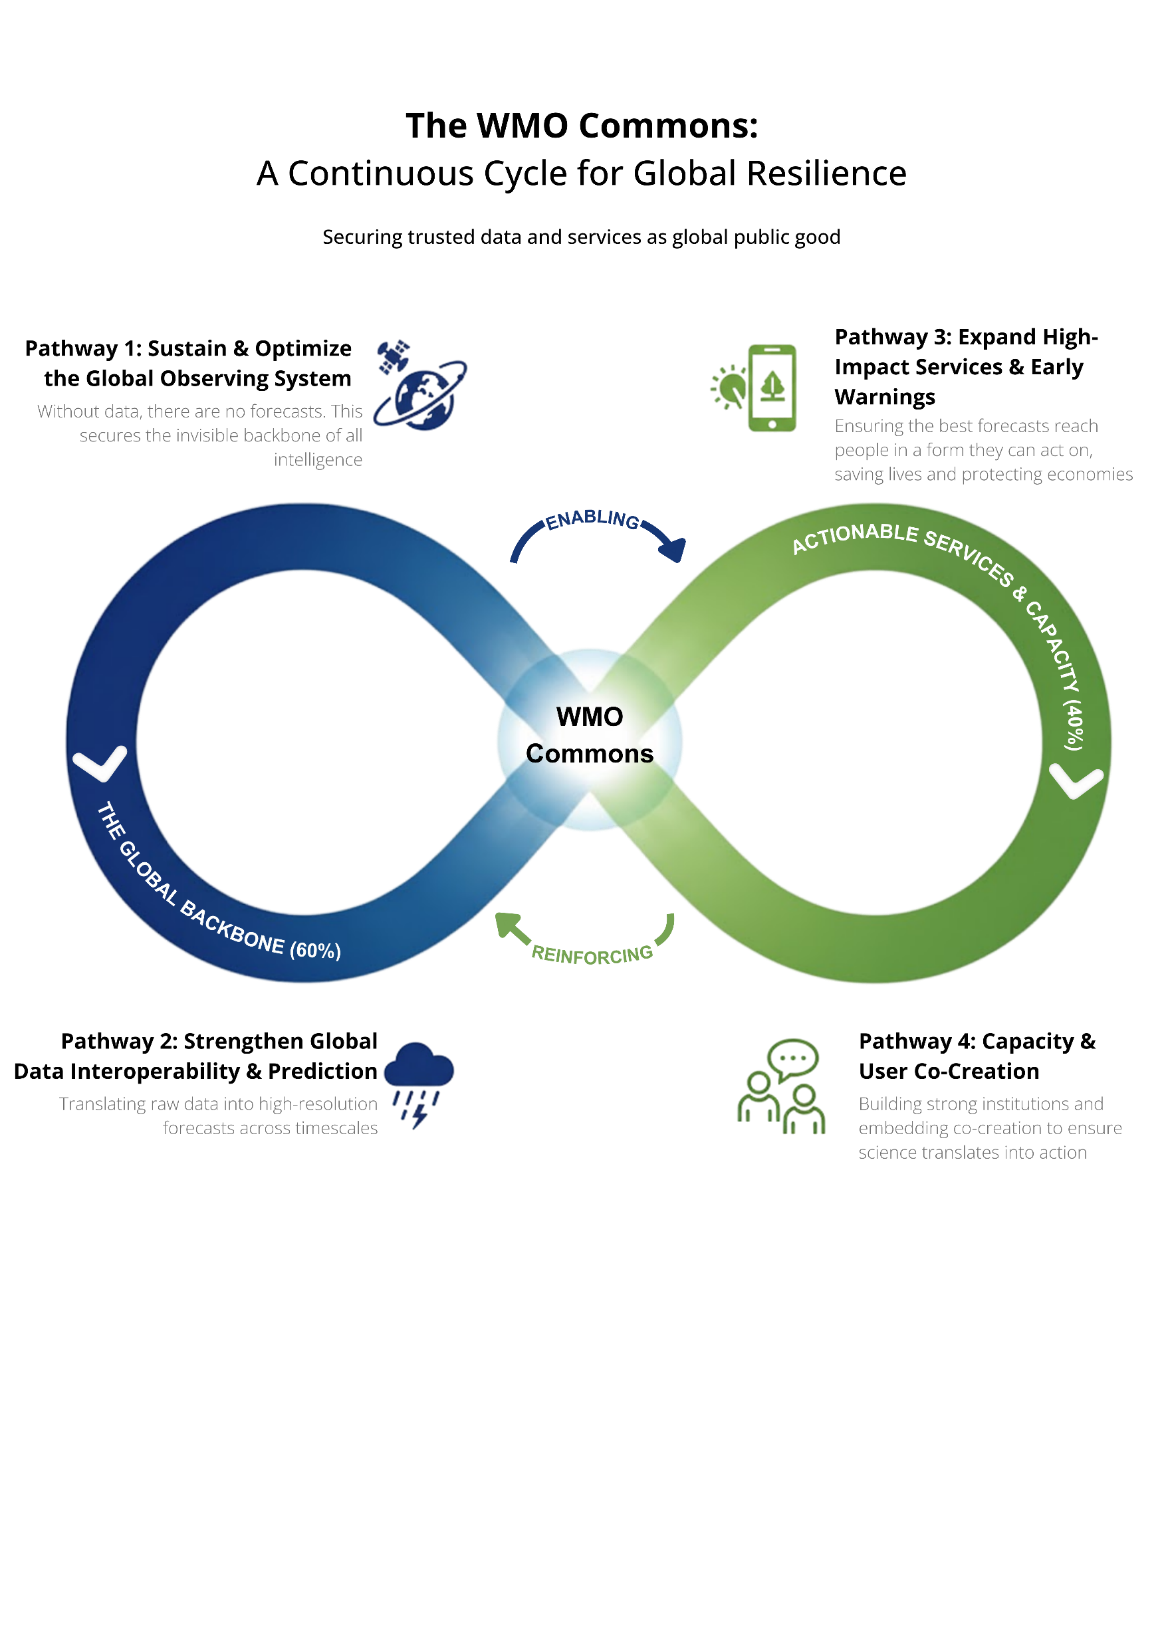 The WMO Commons:
A Continuous Cycle for Global Resilience
Securing trusted data and services as global public good
Pathway 1: Sustain & Optimize
the Global Observing System
Without data, there are no forecasts. This
secures the invisible backbone of all
intelligence
Pathway 3: Expand High-
Impact Services & Early
Warnings
Ensuring the best forecasts reach
people in a form they can act on,
saving lives and protecting economies
ENABLING
ACTIONABLE SERVICES & CAPACITY (40%)
WMO
Commons
THE GLOBAL BACKBONE (60%)
REINFORCING
Pathway 2: Strengthen Global
Data Interoperability & Prediction
Translating raw data into high-resolution
forecasts across timescales
Pathway 4: Capacity &
User Co-Creation
Building strong institutions and
embedding co-creation to ensure
science translates into action